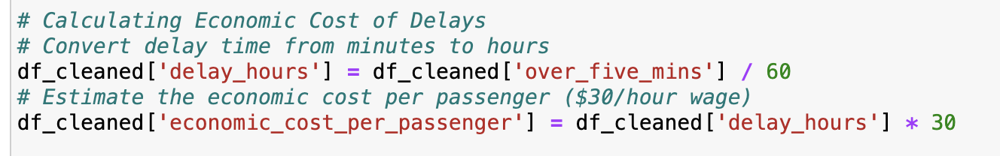 # Calculating Economic Cost of Delays
# Convert delay time from minutes to hours
df_cleaned['delay_hours'] = df_cleaned['over_five_mins'] / 60
# Estimate the economic cost per passenger ($30/hour wage)
df_cleaned['economic_cost_per_passenger'] = df_cleaned['delay_hours'] * 30